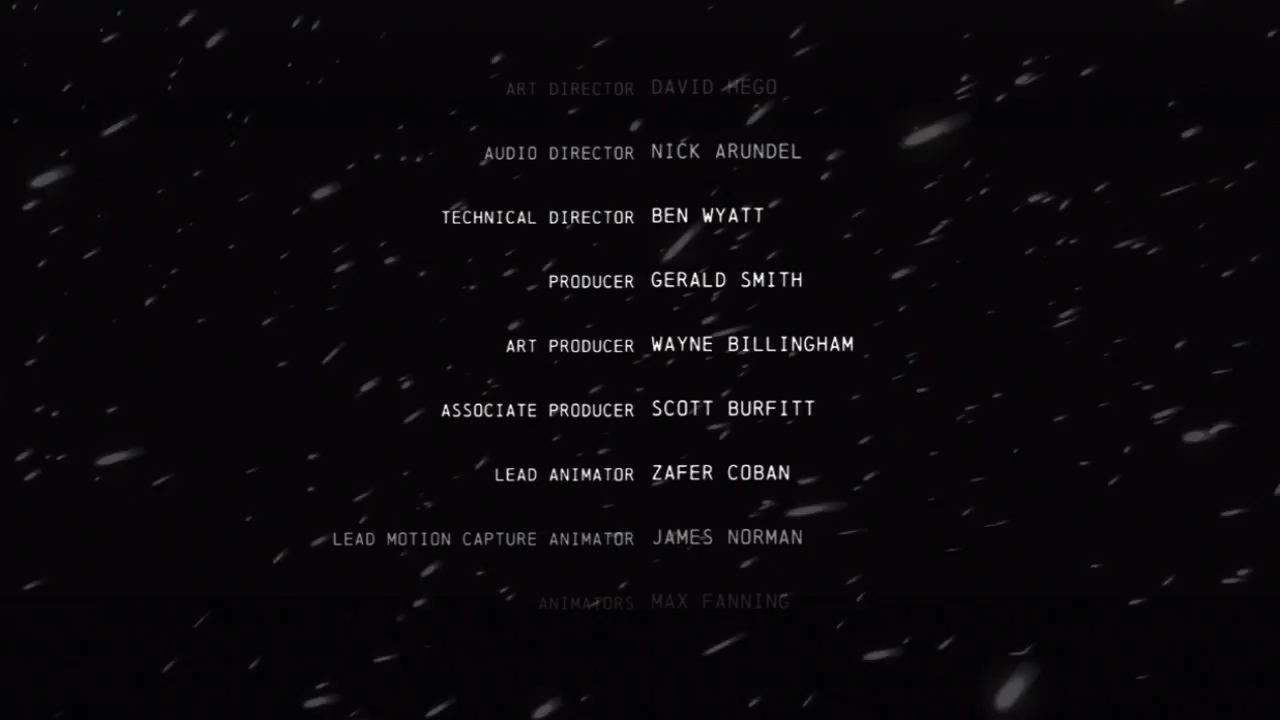 ART DIRECTOR DAVID HEGO
AUDIO DIRECTOR NICK ARUNDEL
TECHNICAL DIRECTOR BEN WYATT
PRODUCER GERALD SMITH
ART PRODUCER WAYNE BILLINGHAM
ASSOCIATE PRODUCER SCOTT BURFITT
LEAD ANIMATOR ZAFER COBAN
LEAD MOTION CAPTURE ANIMATOR JAMES NORMAN
ANIMATORS MAX FANNING